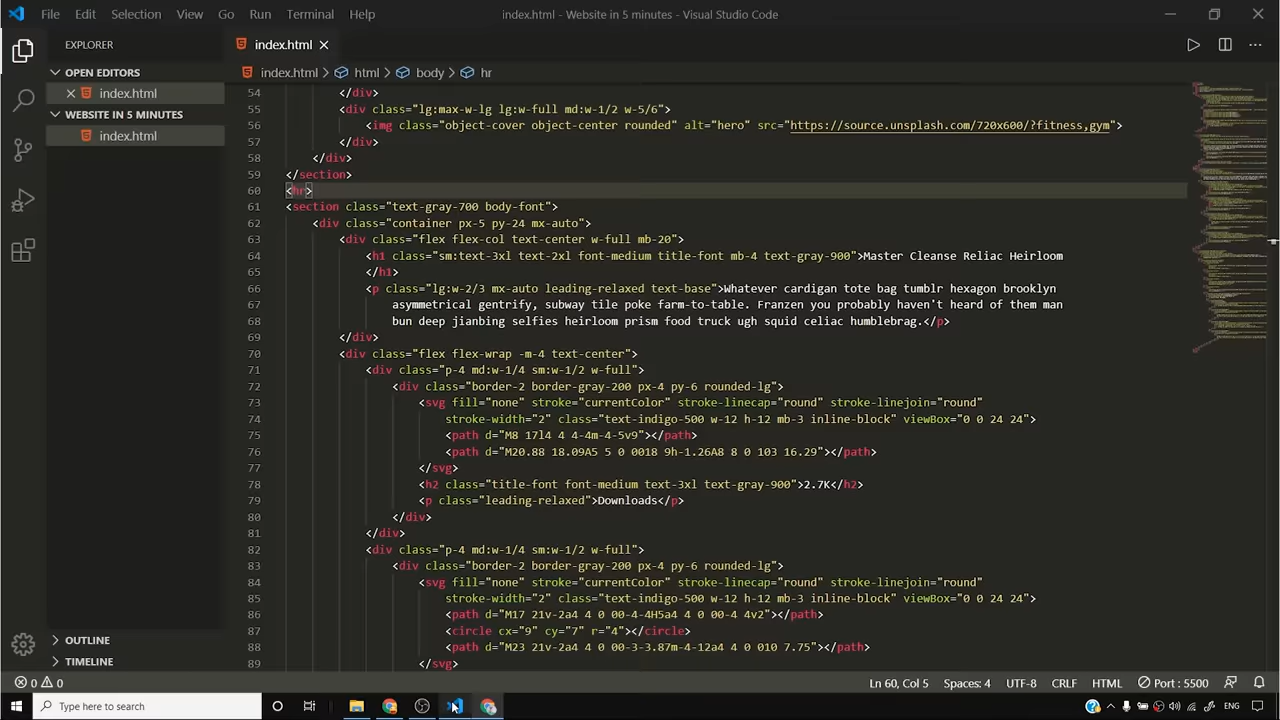 File Edit Selection View Go Run Terminal Help index.html - Website in 5 minutes - Visual Studio Code
EXPLORER index.html
OPEN EDITORS index.html > html > body > hr
index.html
WEBSITE IN 5 MINUTES
index.html
54 </div>
55 <div class="lg:max-w-lg lg:w-full md:w-1/2 w-5/6">
56 <img class="object-cover object-center rounded" alt="hero" src="https://source.unsplash.com/720x600/?fitness,gym">
57 </div>
58 </div>
59 </section>
60 <hr>
61 <section class="text-gray-700 body-font">
62 <div class="container px-5 py-24 mx-auto">
63 <div class="flex flex-col text-center w-full mb-20">
64 <h1 class="sm:text-3xl text-2xl font-medium title-font mb-4 text-gray-900">Master Cleanse Reliac Heirloom
65 </h1>
66 <p class="lg:w-2/3 mx-auto leading-relaxed text-base">Whatever cardigan tote bag tumblr hexagon brooklyn
67 asymmetric gentrify, subway tile poke farm-to-table. Franzen you probably haven't heard of them man
68 bun deep jianbing selfies heirloom prism food truck ugh squid celiac humblebrag.</p>
69 </div>
70 <div class="flex flex-wrap -m-4 text-center">
71 <div class="p-4 md:w-1/4 sm:w-1/2 w-full">
72 <div class="border-2 border-gray-200 px-4 py-6 rounded-lg">
73 <svg fill="none" stroke="currentColor" stroke-linecap="round" stroke-linejoin="round"
74 stroke-width="2" class="text-indigo-500 w-12 h-12 mb-3 inline-block" viewBox="0 0 24 24">
75 <path d="M8 17l4 4 4-4m-4-5v9"></path>
76 <path d="M20.88 18.09A5 5 0 0018 9h-1.26A8 8 0 103 16.29"></path>
77 </svg>
78 <h2 class="title-font font-medium text-3xl text-gray-900">2.7K</h2>
79 <p class="leading-relaxed">Downloads</p>
80 </div>
81 </div>
82 <div class="p-4 md:w-1/4 sm:w-1/2 w-full">
83 <div class="border-2 border-gray-200 px-4 py-6 rounded-lg">
84 <svg fill="none" stroke="currentColor" stroke-linecap="round" stroke-linejoin="round"
85 stroke-width="2" class="text-indigo-500 w-12 h-12 mb-3 inline-block" viewBox="0 0 24 24">
86 <path d="M17 21v-2a4 4 0 00-4-4H5a4 4 0 00-4 4v2"></path>
87 <circle cx="9" cy="7" r="4"></circle>
88 <path d="M23 21v-2a4 4 0 00-3-3.87m-4-12a4 4 0 010 7.75"></path>
89 </svg>
OUTLINE
TIMELINE
0 0 Ln 60, Col 5 Spaces: 4 UTF-8 CRLF HTML Port : 5500
Type here to search ENG